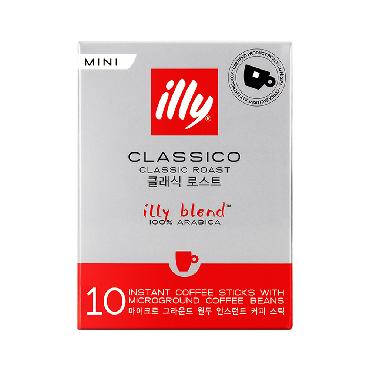 MINI
illy®
CLASSICO
CLASSIC ROAST
클래식 로스트
illy blend™
100% ARABICA
10
INSTANT COFFEE STICKS WITH
MICROGROUND COFFEE BEANS
마이크로 그라운드 원두 인스턴트 커피 스틱